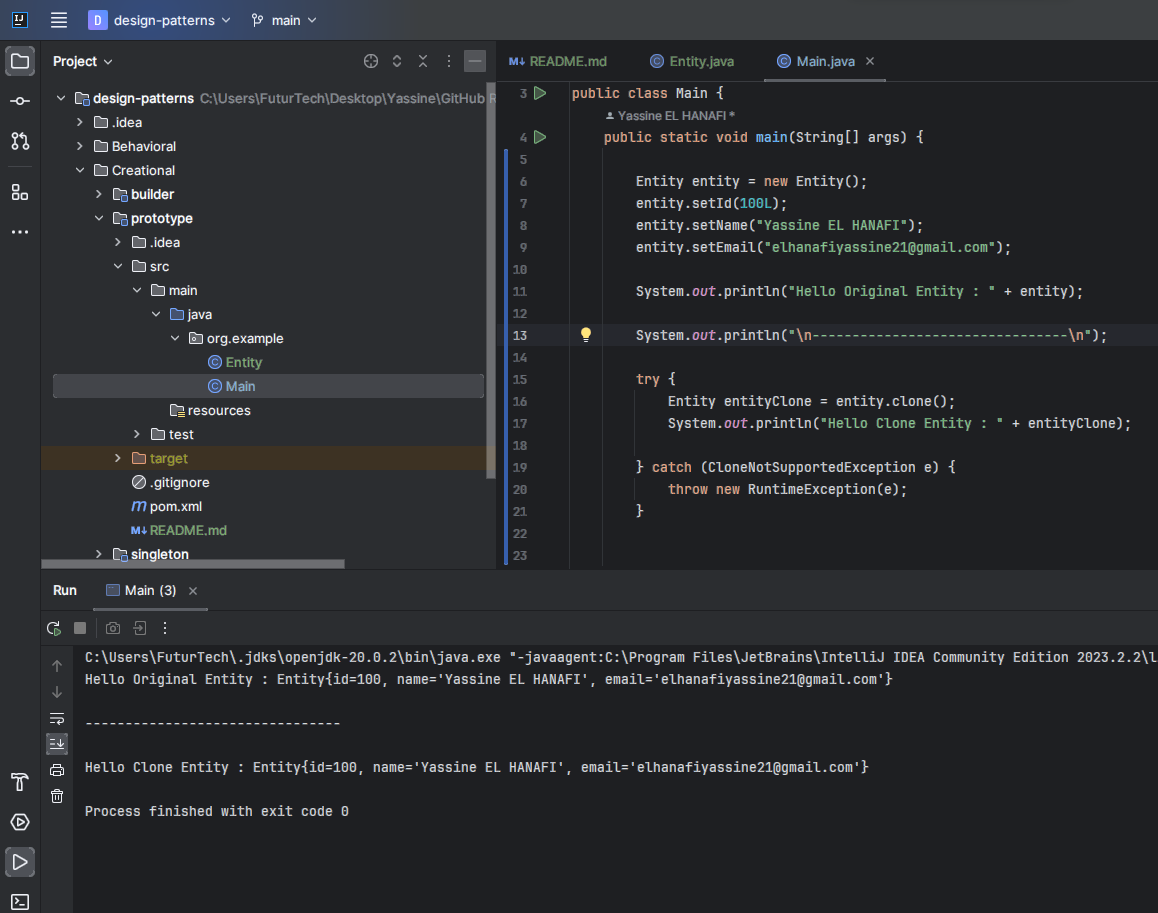 IJ
D design-patterns main
Project
design-patterns C:\Users\FuturTech\Desktop\Yassine\GitHub R
.idea
Behavioral
Creational
builder
prototype
.idea
src
main
java
org.example
Entity
Main
resources
test
target
.gitignore
pom.xml
README.md
singleton
README.md Entity.java Main.java
3 public class Main {
Yassine EL HANAFI *
4 public static void main(String[] args) {
5
6 Entity entity = new Entity();
7 entity.setId(100L);
8 entity.setName("Yassine EL HANAFI");
9 entity.setEmail("elhanafiyassine21@gmail.com");
10
11 System.out.println("Hello Original Entity : " + entity);
12
13 System.out.println("\n--------------------------------\n");
14
15 try {
16 Entity entityClone = entity.clone();
17 System.out.println("Hello Clone Entity : " + entityClone);
18
19 } catch (CloneNotSupportedException e) {
20 throw new RuntimeException(e);
21 }
22
23
Run Main (3)
C:\Users\FuturTech\.jdks\openjdk-20.0.2\bin\java.exe "-javaagent:C:\Program Files\JetBrains\IntelliJ IDEA Community Edition 2023.2.2\l
Hello Original Entity : Entity{id=100, name='Yassine EL HANAFI', email='elhanafiyassine21@gmail.com'}
--------------------------------
Hello Clone Entity : Entity{id=100, name='Yassine EL HANAFI', email='elhanafiyassine21@gmail.com'}
Process finished with exit code 0